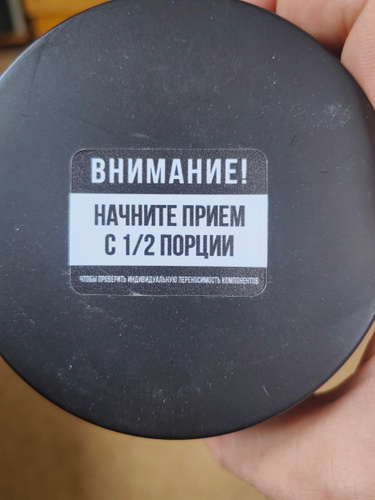 ВНИМАНИЕ!
НАЧНИТЕ ПРИЕМ
С 1/2 ПОРЦИИ
ЧТОБЫ ПРОВЕРИТЬ ИНДИВИДУАЛЬНУЮ ПЕРЕНОСИМОСТЬ КОМПОНЕНТОВ